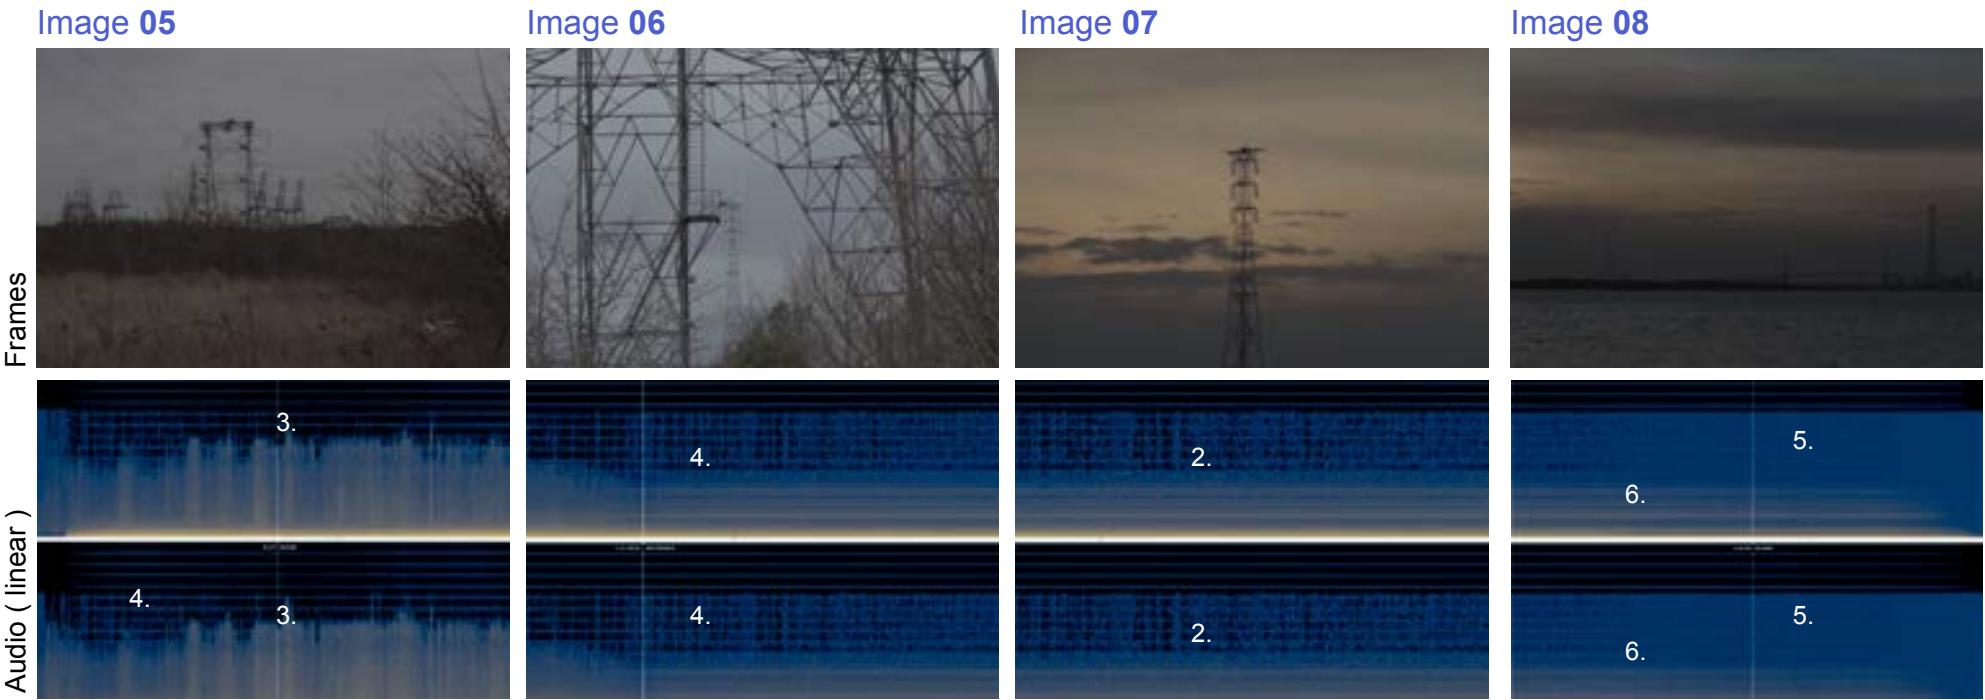 Image 05
Image 06
Image 07
Image 08
Frames
Audio ( linear )
3.
4.
2.
5.
6.
4.
3.
4.
2.
5.
6.